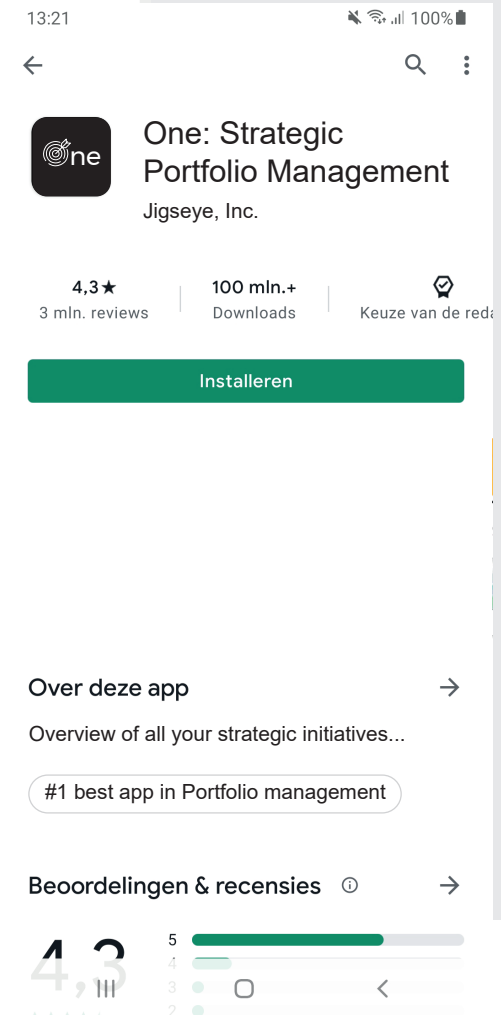 13:21
100%
One
One: Strategic
Portfolio Management
Jigseye, Inc.
4,3★
3 mln. reviews
100 mln.+
Downloads
Keuze van de reda
Installeren
Over deze app
Overview of all your strategic initiatives...
#1 best app in Portfolio management
Beoordelingen & recensies
4,3
5
4
3
2